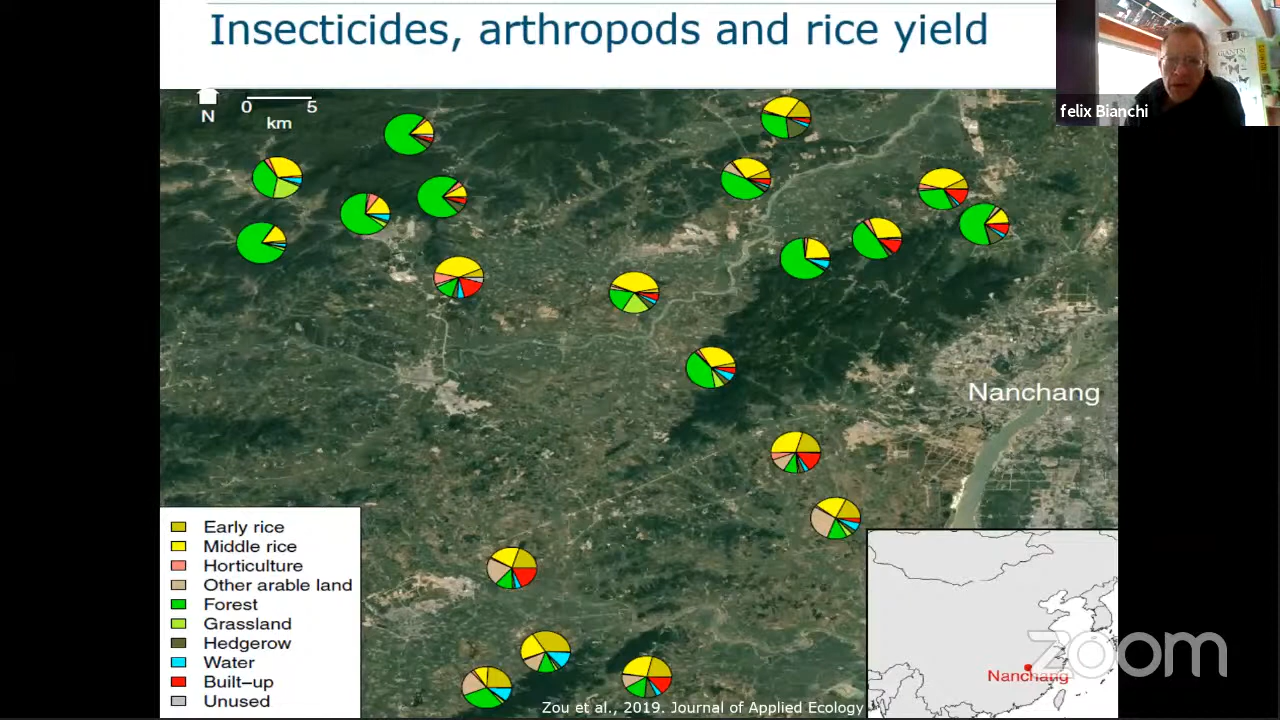 Insecticides, arthropods and rice yield
felix Bianchi
N
0 5
km
Nanchang
Early rice
Middle rice
Horticulture
Other arable land
Forest
Grassland
Hedgerow
Water
Built–up
Unused
Nanchang
zoom
Zou et al., 2019. Journal of Applied Ecology